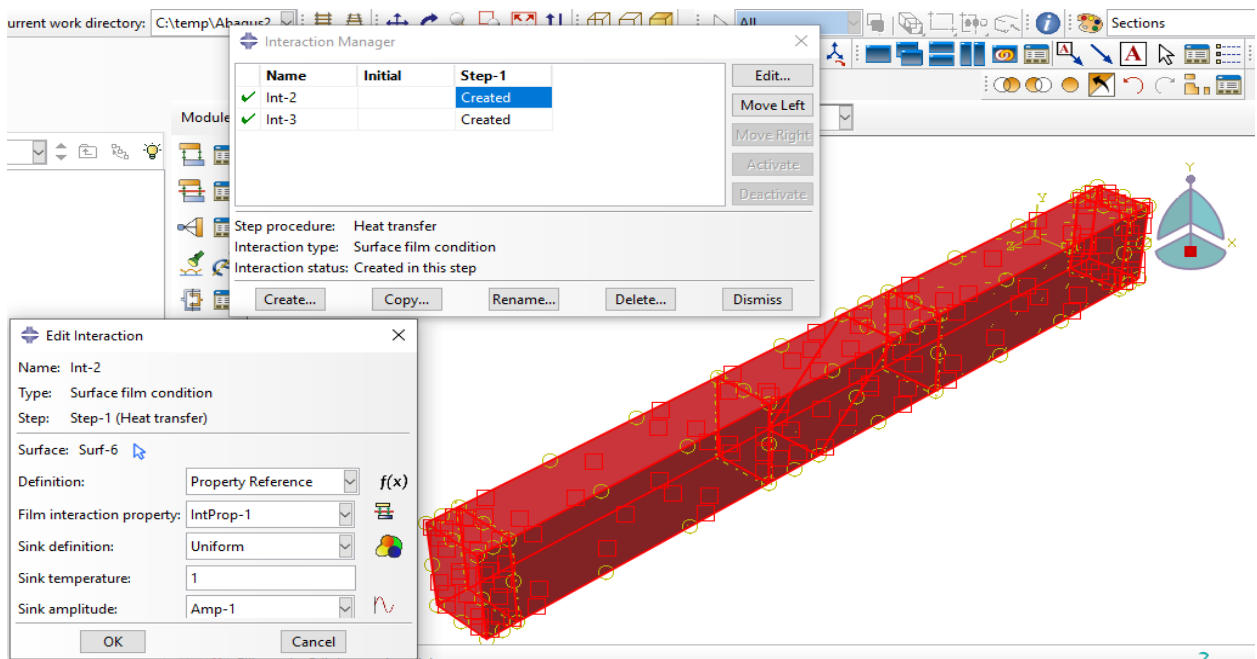 urrent work directory: C:\temp\Abagus2
All
Sections
Interaction Manager
Name Initial Step-1
Int-2 Created
Int-3 Created
Edit...
Move Left
Move Right
Activate
Deactivate
Step procedure: Heat transfer
Interaction type: Surface film condition
Interaction status: Created in this step
Create... Copy... Rename... Delete... Dismiss
Module
Edit Interaction
Name: Int-2
Type: Surface film condition
Step: Step-1 (Heat transfer)
Surface: Surf-6
Definition: Property Reference f(x)
Film interaction property: IntProp-1
Sink definition: Uniform
Sink temperature: 1
Sink amplitude: Amp-1
OK Cancel
Y
Z
Y
X